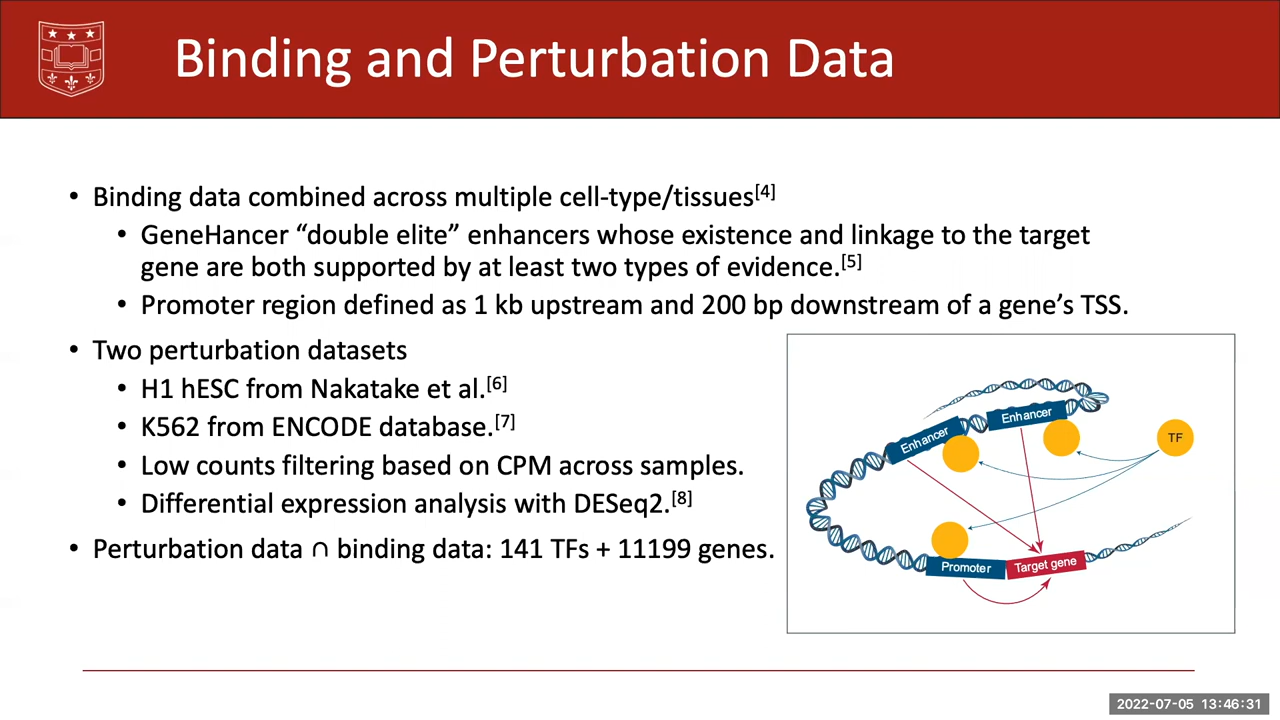 Binding and Perturbation Data
• Binding data combined across multiple cell-type/tissues[4]
• GeneHancer “double elite” enhancers whose existence and linkage to the target
gene are both supported by at least two types of evidence.[5]
• Promoter region defined as 1 kb upstream and 200 bp downstream of a gene’s TSS.
• Two perturbation datasets
• H1 hESC from Nakatake et al.[6]
• K562 from ENCODE database.[7]
• Low counts filtering based on CPM across samples.
• Differential expression analysis with DESeq2.[8]
• Perturbation data ∩ binding data: 141 TFs + 11199 genes.
Enhancer
Enhancer
TF
Promoter
Target gene
2022-07-05 13:46:31